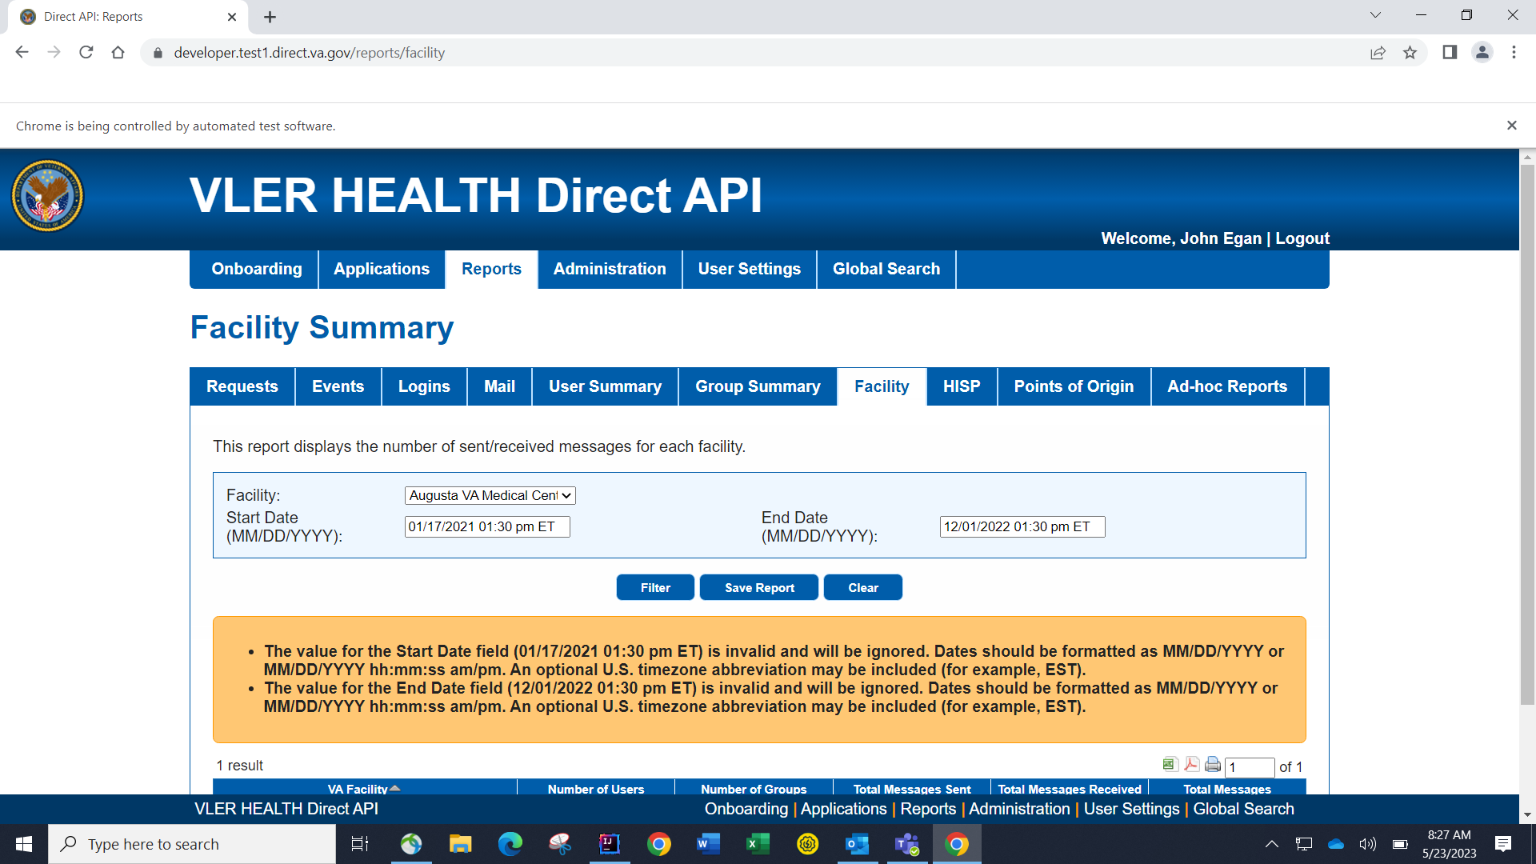 Direct API: Reports
developer.test1.direct.va.gov/reports/facility
Chrome is being controlled by automated test software.
VLER HEALTH Direct API
Welcome, John Egan | Logout
Onboarding Applications Reports Administration User Settings Global Search
Facility Summary
Requests Events Logins Mail User Summary Group Summary Facility HISP Points of Origin Ad-hoc Reports
This report displays the number of sent/received messages for each facility.
Facility: Augusta VA Medical Cent
Start Date
(MM/DD/YYYY): 01/17/2021 01:30 pm ET
End Date
(MM/DD/YYYY): 12/01/2022 01:30 pm ET
Filter Save Report Clear
• The value for the Start Date field (01/17/2021 01:30 pm ET) is invalid and will be ignored. Dates should be formatted as MM/DD/YYYY or
MM/DD/YYYY hh:mm:ss am/pm. An optional U.S. timezone abbreviation may be included (for example, EST).
• The value for the End Date field (12/01/2022 01:30 pm ET) is invalid and will be ignored. Dates should be formatted as MM/DD/YYYY or
MM/DD/YYYY hh:mm:ss am/pm. An optional U.S. timezone abbreviation may be included (for example, EST).
1 result
1 of 1
VA Facility Number of Users Number of Groups Total Messages Sent Total Messages Received Total Messages
VLER HEALTH Direct API
Onboarding | Applications | Reports | Administration | User Settings | Global Search
Type here to search
8:27 AM
5/23/2023